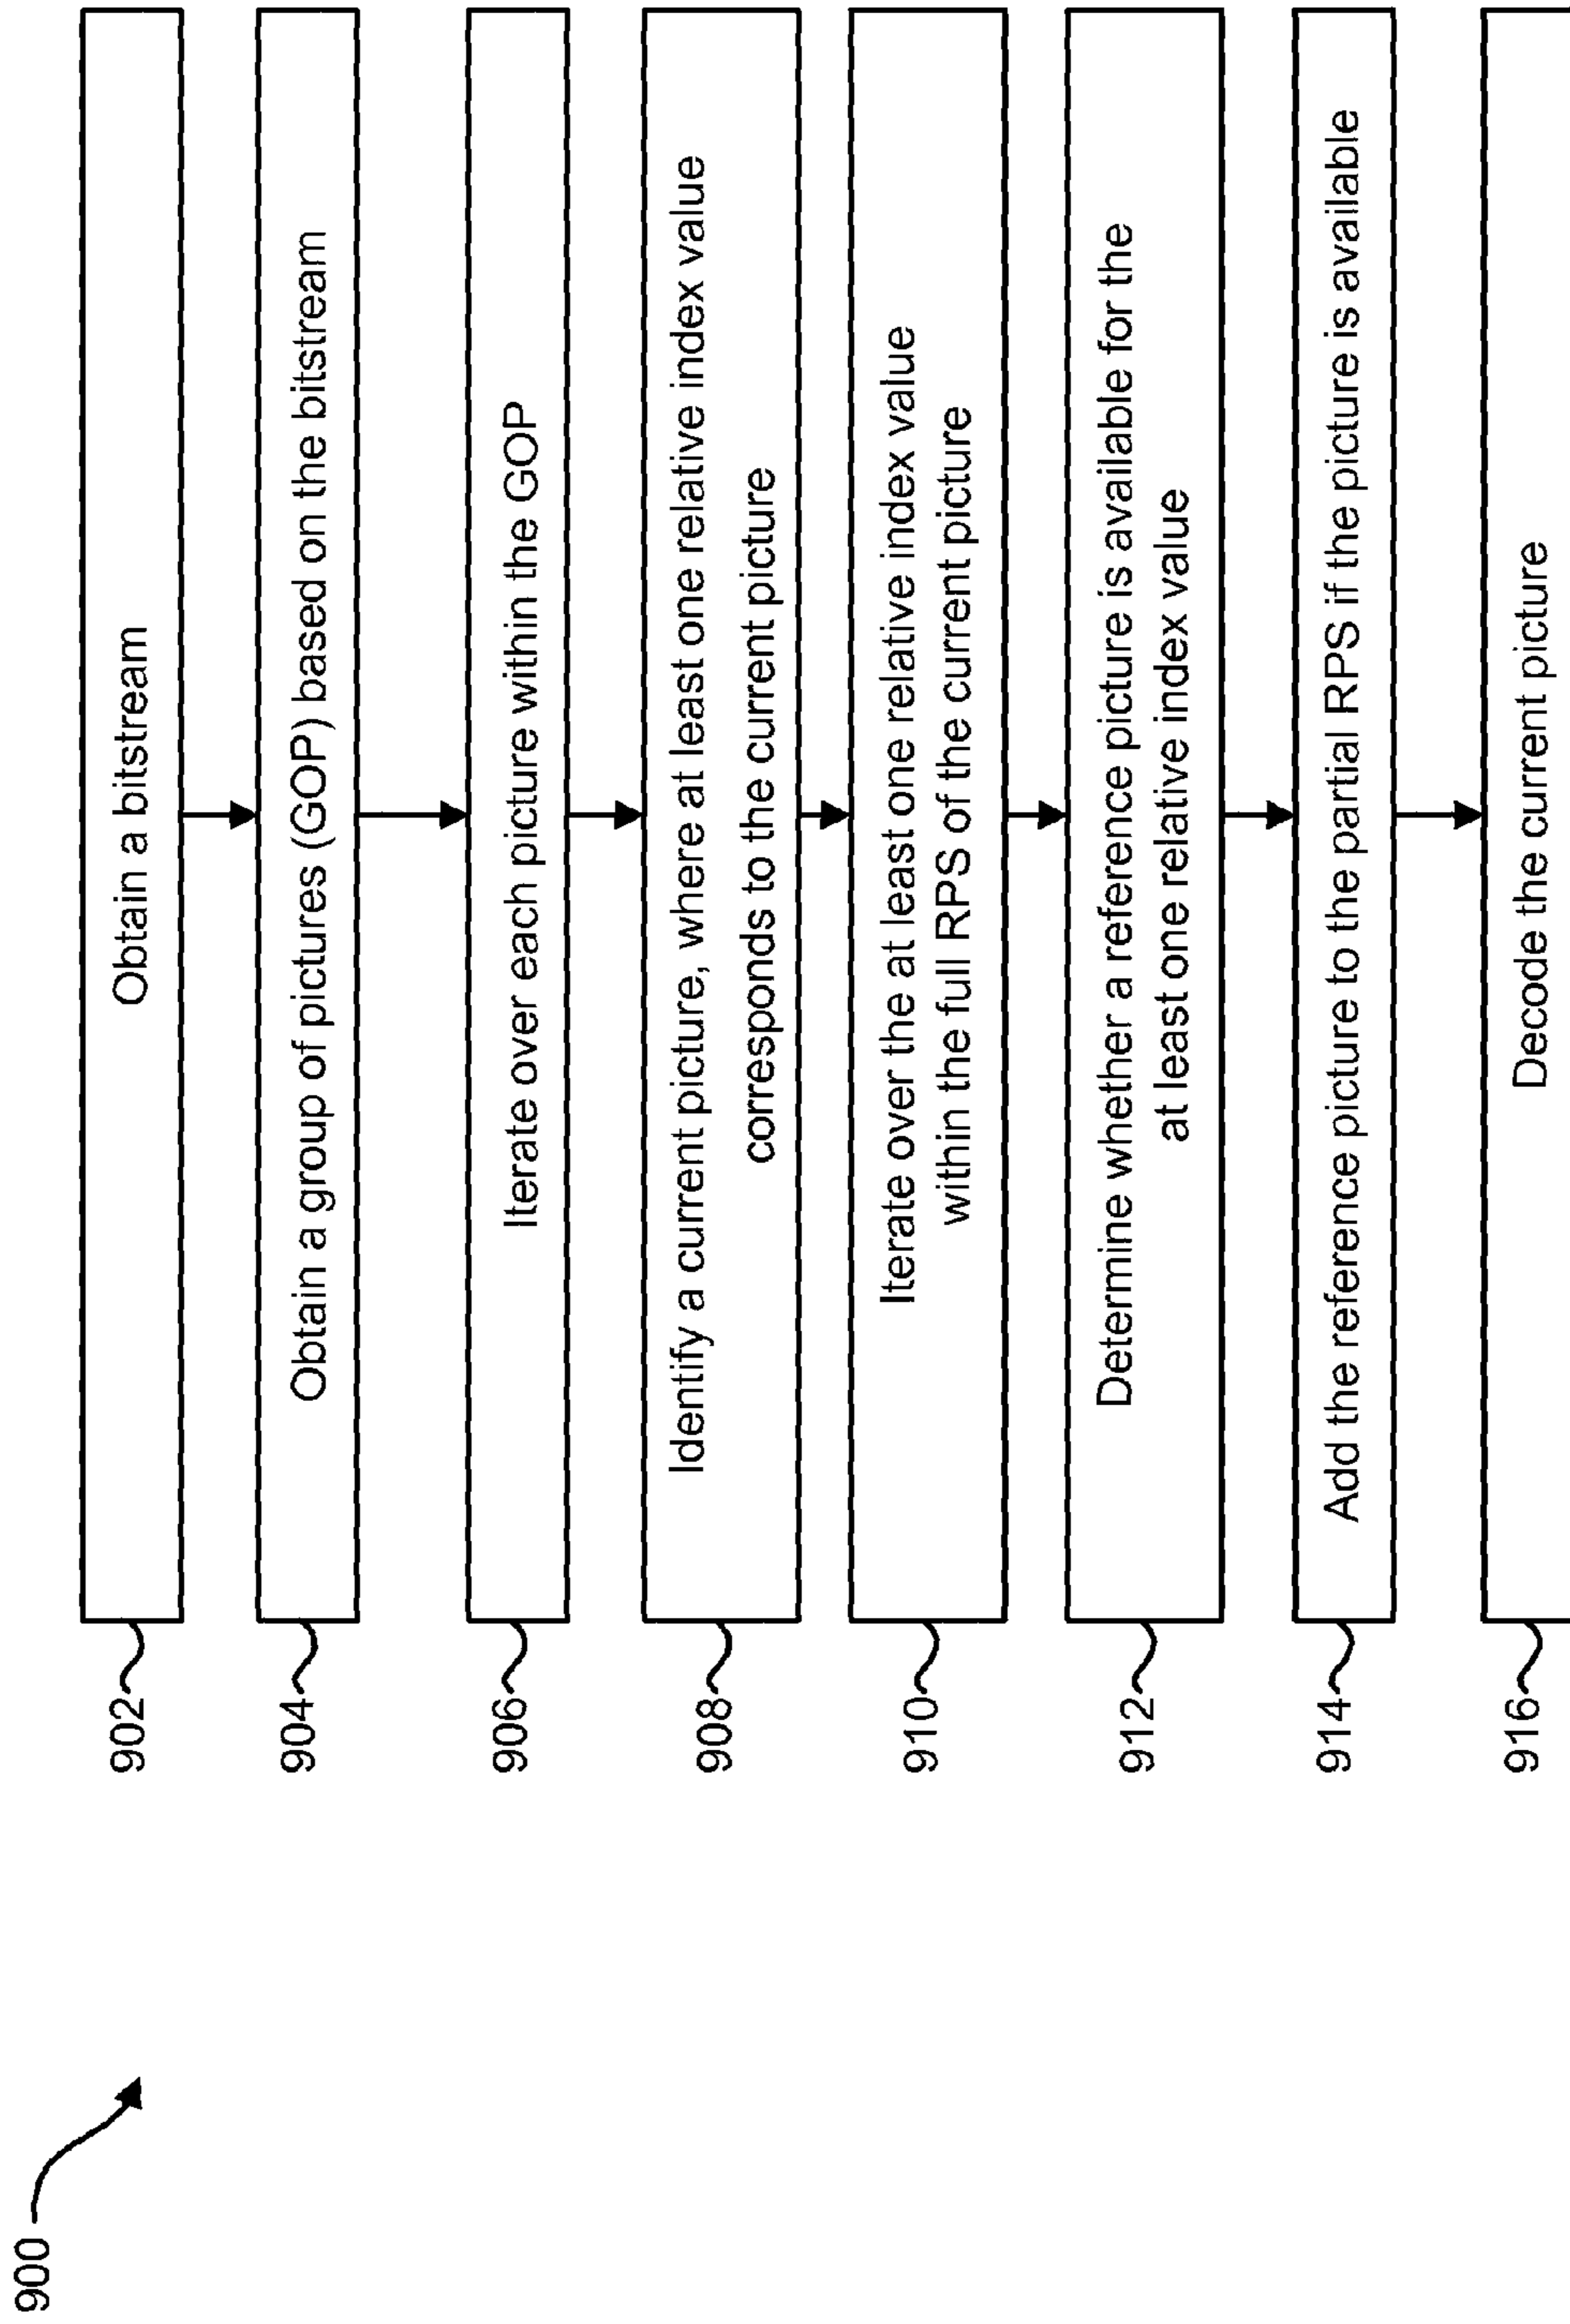 900
902
Obtain a bitstream
904
Obtain a group of pictures (GOP) based on the bitstream
906
Iterate over each picture within the GOP
908
Identify a current picture, where at least one relative index value
corresponds to the current picture
910
Iterate over the at least one relative index value
within the full RPS of the current picture
912
Determine whether a reference picture is available for the
at least one relative index value
914
Add the reference picture to the partial RPS if the picture is available
916
Decode the current picture